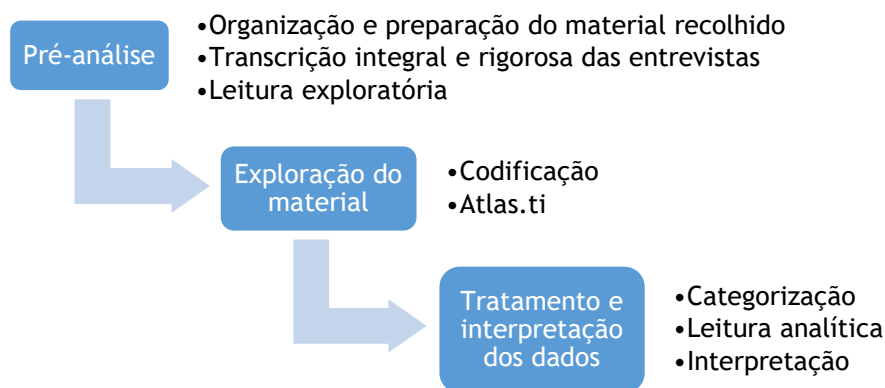 Pré-análise
•Organização e preparação do material recolhido
•Transcrição integral e rigorosa das entrevistas
•Leitura exploratória
Exploração do
material
•Codificação
•Atlas.ti
Tratamento e
interpretação
dos dados
•Categorização
•Leitura analítica
•Interpretação